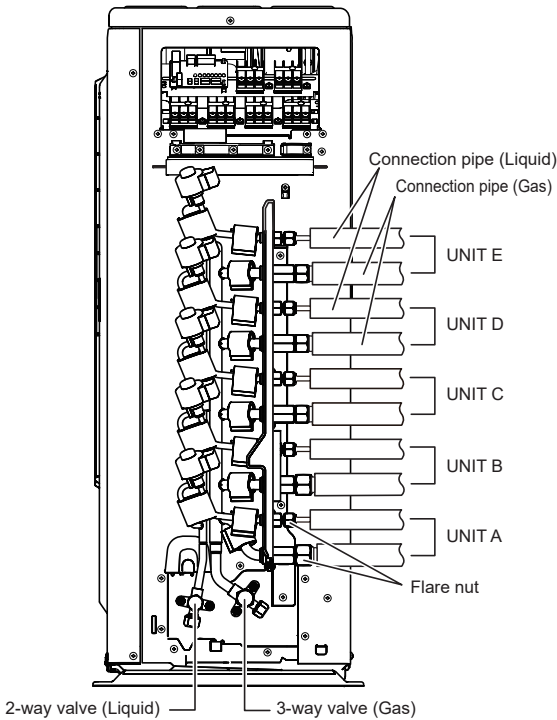 Connection pipe (Liquid)
Connection pipe (Gas)
UNIT E
UNIT D
UNIT C
UNIT B
UNIT A
Flare nut
2-way valve (Liquid)
3-way valve (Gas)